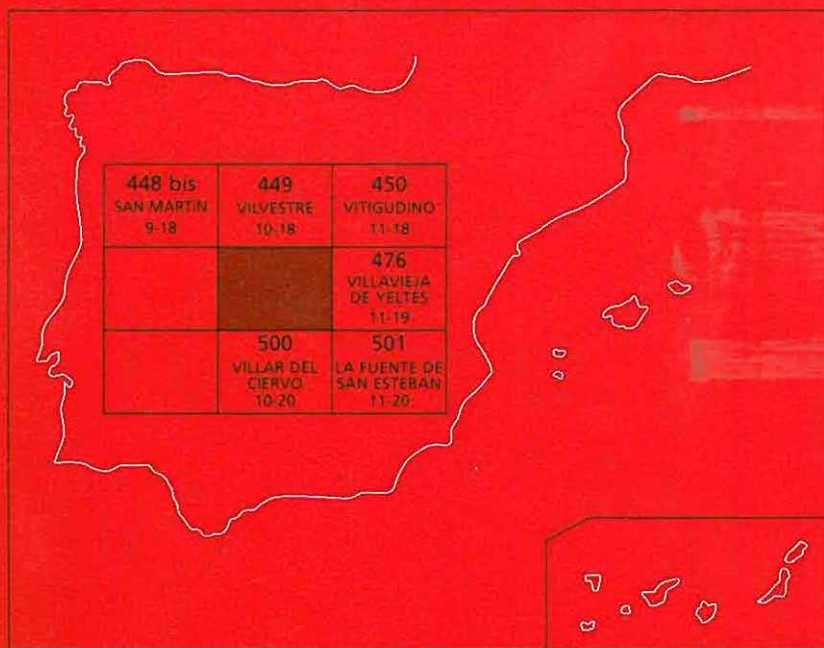 448 bis
SAN MARTIN
9-18
449
VILVESTRE
10-18
450
VITIGUDINO
11-18
476
VILLAVIEJA
DE YELTES
11-19
500
VILLAR DEL
CIERVO
10-20
501
LA FUENTE DE
SAN ESTEBAN
11-20